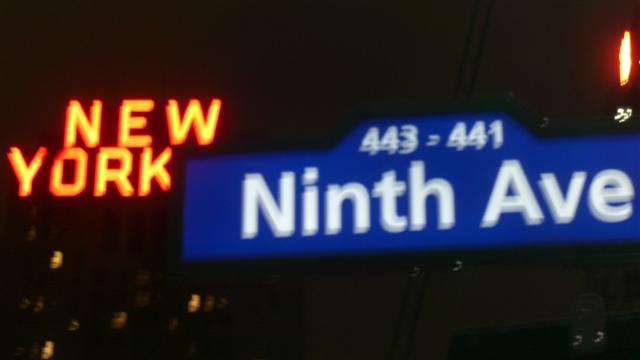 NEW
YORK
443 - 441
Ninth Ave